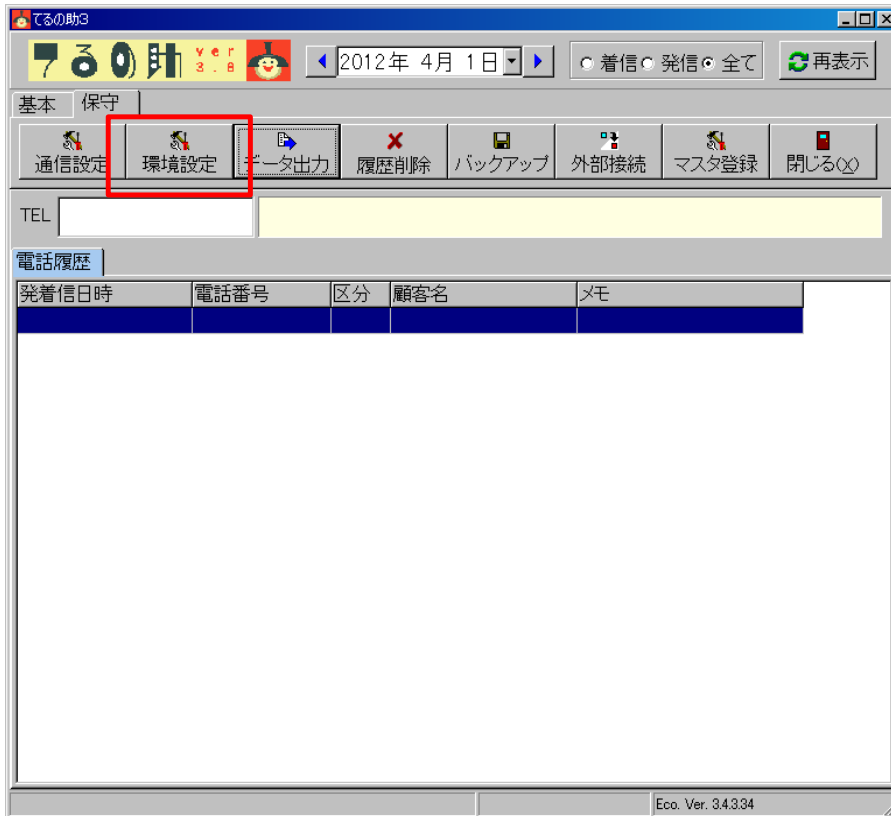 てるの助3
てるの助 ver 3.8 2012年 4月 1日 着信 発信 全て 再表示
基本 保守
通信設定 環境設定 データ出力 履歴削除 バックアップ 外部接続 マスタ登録 閉じる(X)
TEL
電話履歴
発着信日時 電話番号 区分 顧客名 メモ
Eco. Ver. 3.4.3.34